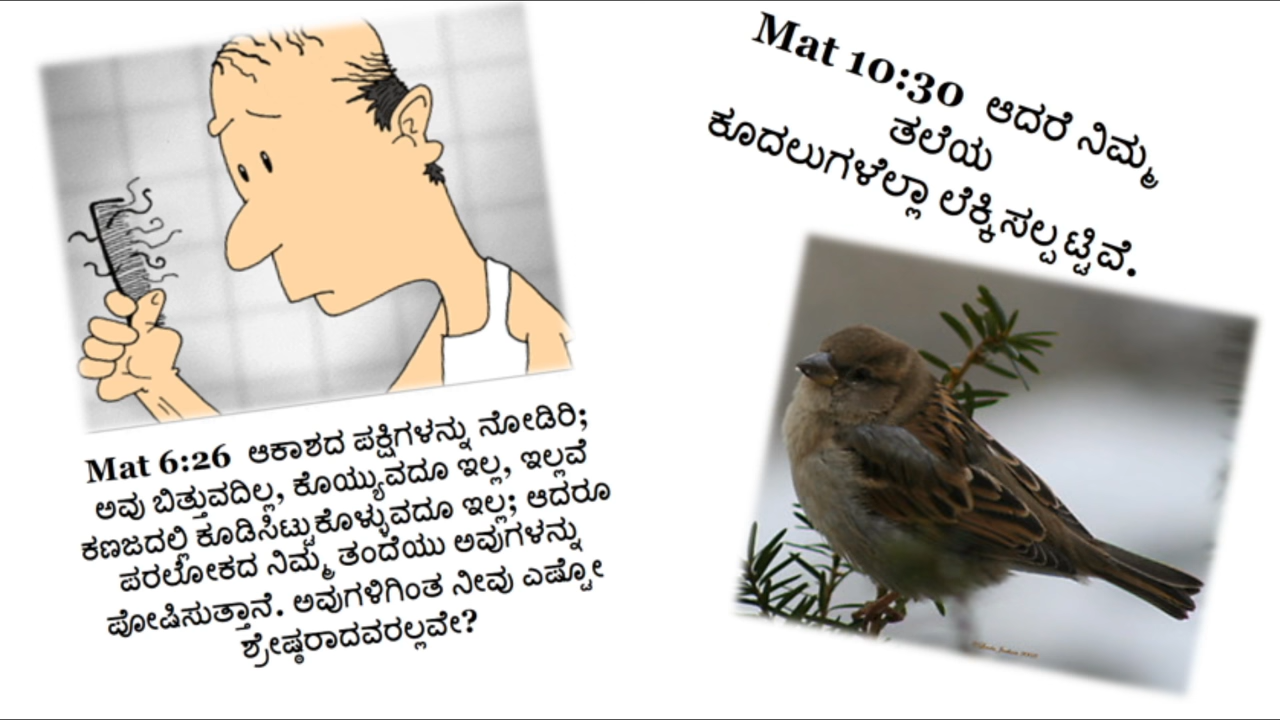 Mat 6:26 ಆಕಾಶದ ಪಕ್ಷಿಗಳನ್ನು ನೋಡಿರಿ;
ಅವು ಬಿತ್ತುವದಿಲ್ಲ, ಕೊಯ್ಯುವದೂ ಇಲ್ಲ, ಇಲ್ಲವೆ
ಕಣಜದಲ್ಲಿ ಕೂಡಿಸಿಟ್ಟುಕೊಳ್ಳುವದೂ ಇಲ್ಲ; ಆದರೂ
ಪರಲೋಕದ ನಿಮ್ಮ ತಂದೆಯು ಅವುಗಳನ್ನು
ಪೋಷಿಸುತ್ತಾನೆ. ಅವುಗಳಿಗಿಂತ ನೀವು ಎಷ್ಟೋ
ಶ್ರೇಷ್ಠರಾದವರಲ್ಲವೇ?
Mat 10:30 ಆದರೆ ನಿಮ್ಮ
ತಲೆಯ
ಕೂದಲುಗಳೆಲ್ಲಾ ಲೆಕ್ಕಿಸಲ್ಪಟ್ಟಿವೆ.